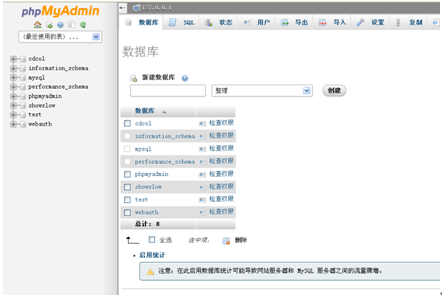 phpMyAdmin
(最近使用的表) ...
cdcol
information_schema
mysql
performance_schema
phpmyadmin
showslow
test
webauth
127.0.0.1
数据库 SQL 状态 用户 导出 导入 设置 复制
数据库
新建数据库
整理 创建
数据库
cdcol 检查权限
information_schema 检查权限
mysql 检查权限
performance_schema 检查权限
phpmyadmin 检查权限
showslow 检查权限
test 检查权限
webauth 检查权限
总计: 8
全选 选中项: 删除
启用统计
注意: 在此启用数据库统计可能导致网站服务器和 MySQL 服务器之间的流量骤增。